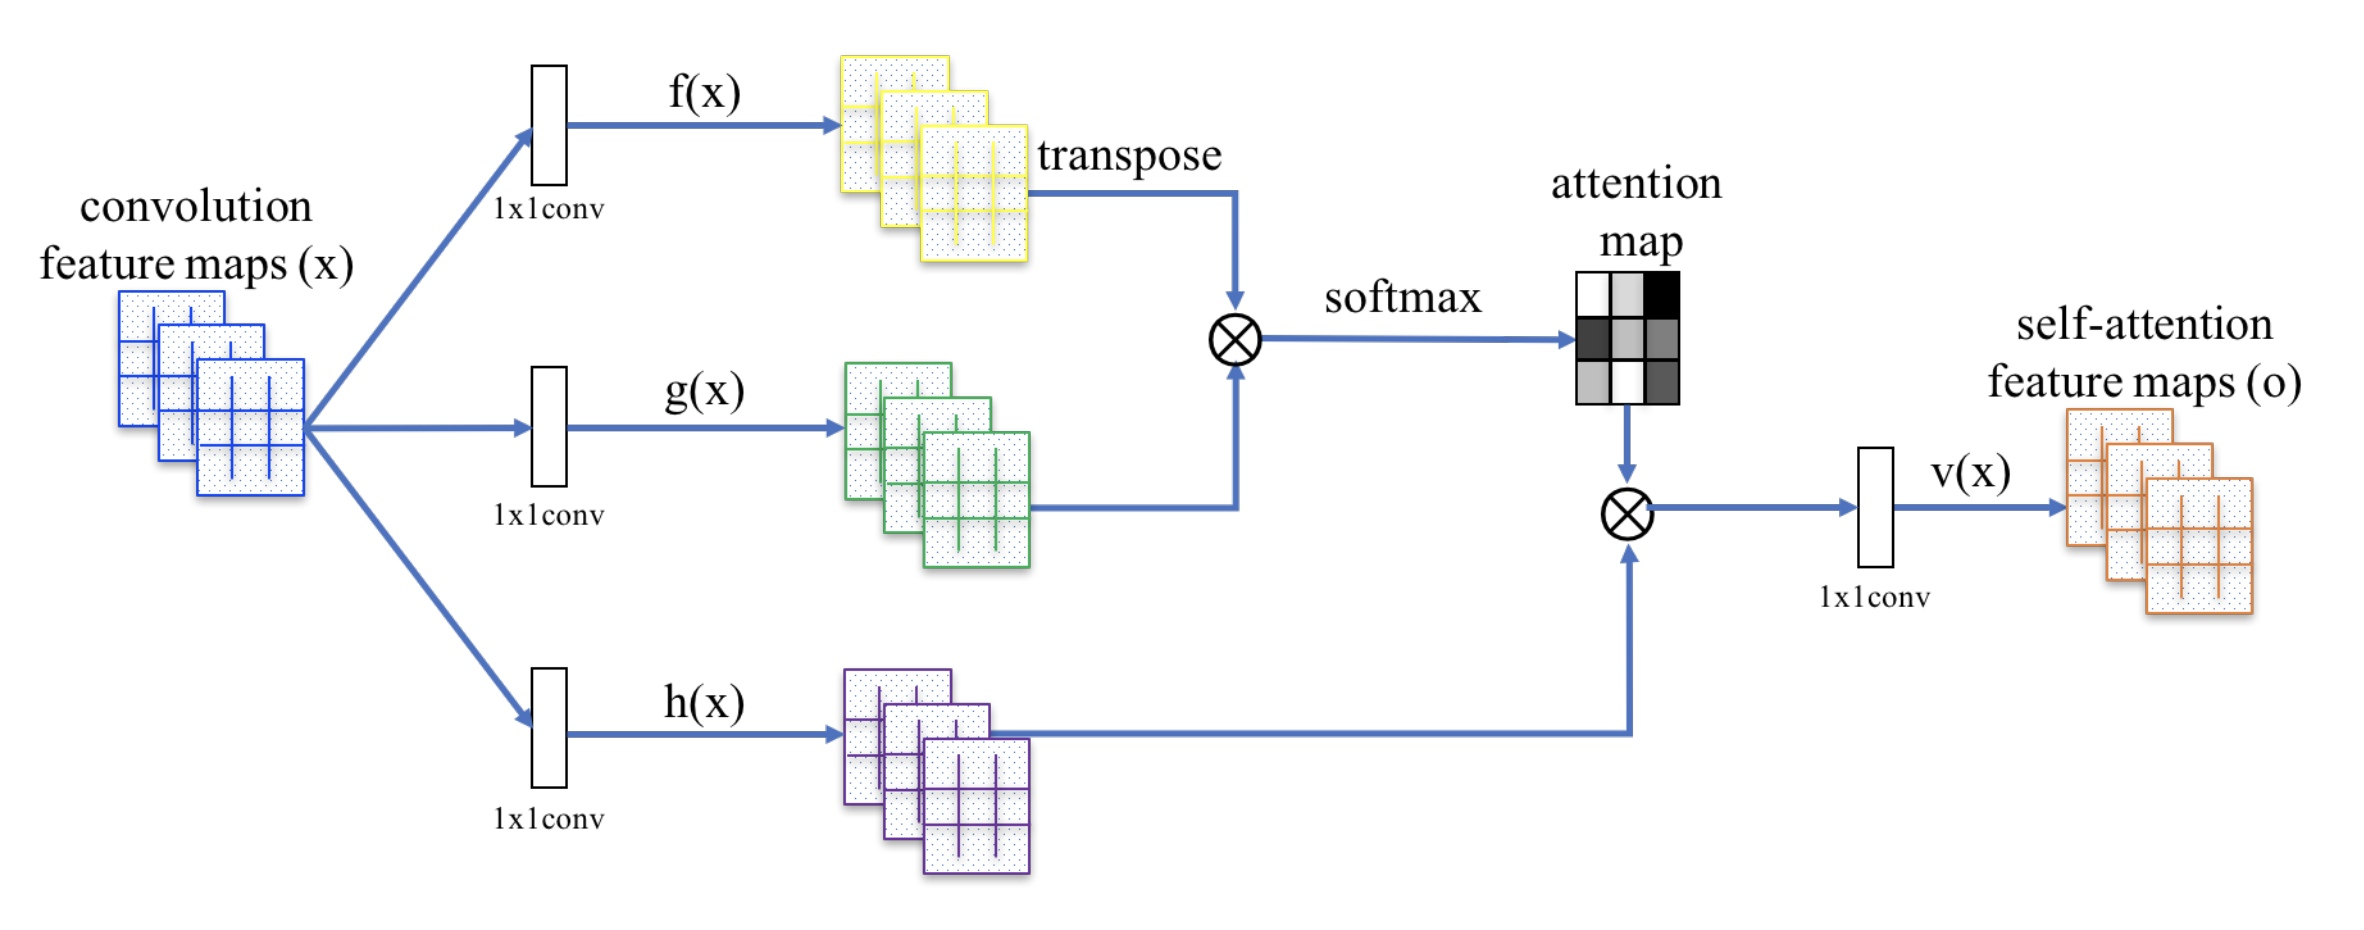 convolution
feature maps (x)
f(x)
1x1conv
transpose
g(x)
1x1conv
h(x)
1x1conv
softmax
attention
map
v(x)
1x1conv
self-attention
feature maps (o)